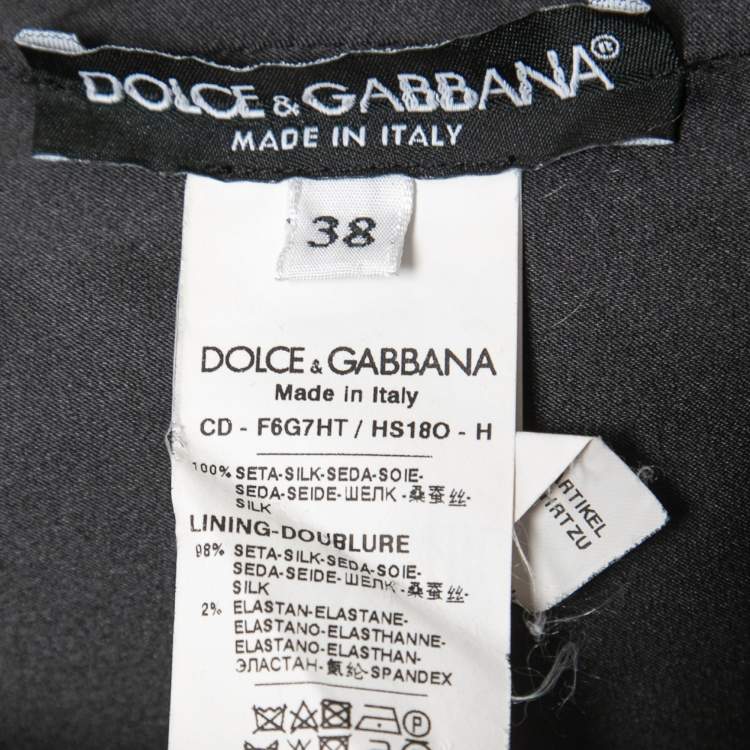 DOLCE & GABBANA®
MADE IN ITALY
38
DOLCE & GABBANA
Made in Italy
CD - F6G7HT / HS18O - H
100% SETA-SILK-SEDA-SOIE-
SEDA-SEIDE-ШЕЛК-桑蚕丝-
SILK
LINING-DOUBLURE
98% SETA-SILK-SEDA-SOIE-
SEDA-SEIDE-ШЕЛК-桑蚕丝-
SILK
2% ELASTAN-ELASTANE-
ELASTANO-ELASTHANNE-
ELASTANO-ELASTHAN-
ЭЛАСТАН-氨纶-SPANDEX
ARTIKEL